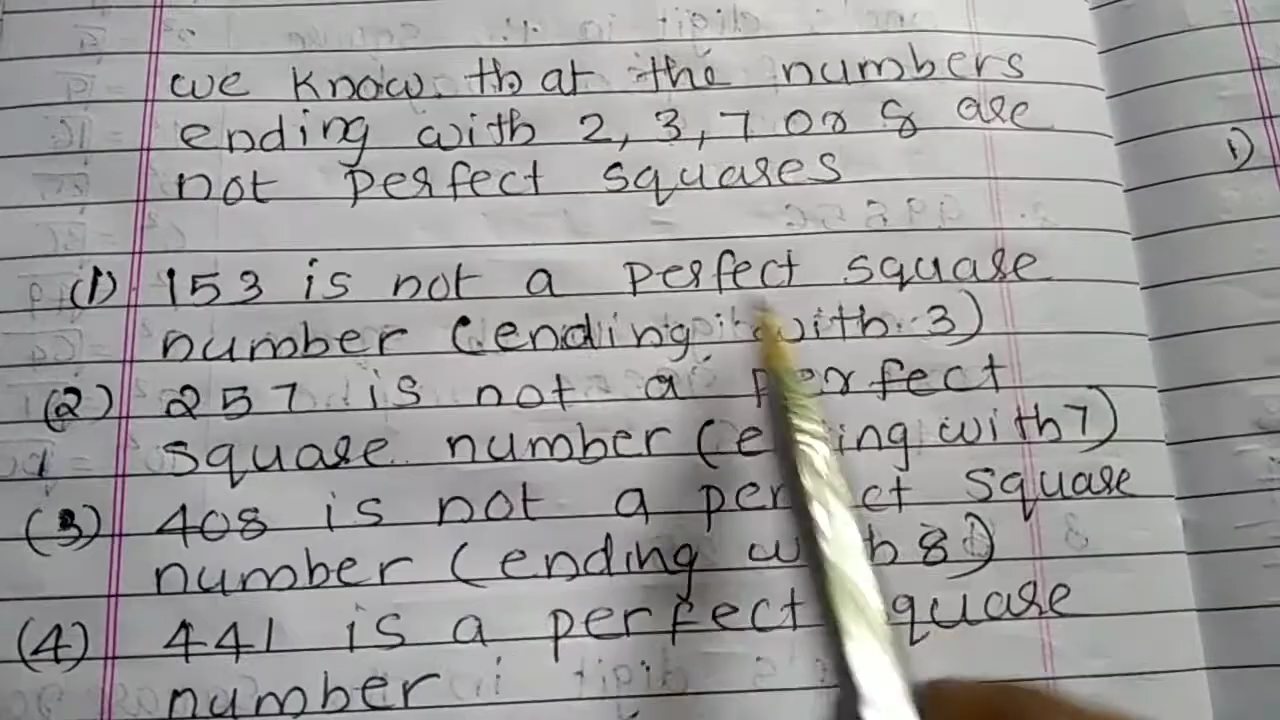 we know that the numbers
ending with 2, 3, 7 or 8 are
not perfect squares
(1) 153 is not a perfect square
number (ending with 3)
(2) 257 is not a perfect
square number (ending with 7)
(3) 408 is not a perfect square
number (ending with 8)
(4) 441 is a perfect square
number
1)